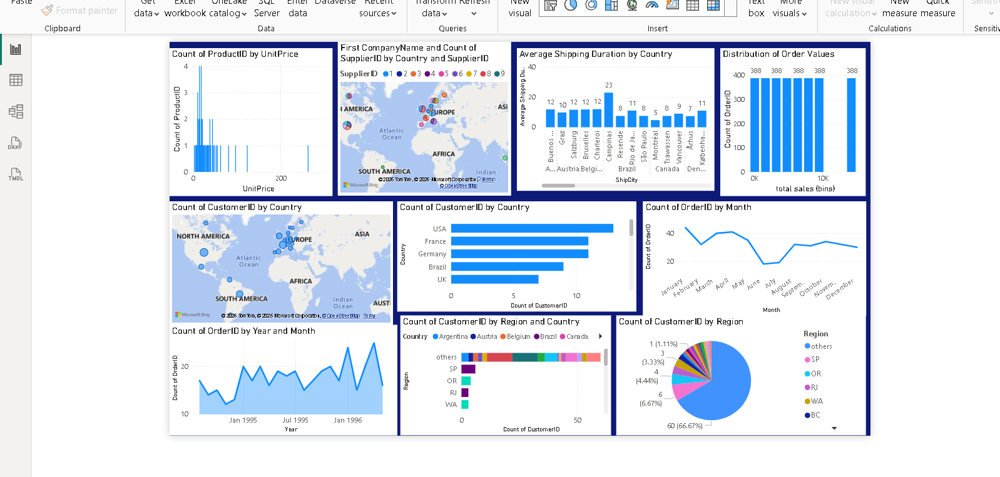 Paste
Format painter
Clipboard
Get data
Excel workbook
OneLake catalog
SQL Server
Enter data
Dataverse
Recent sources
Data
Transform data
Refresh
Queries
New visual
Insert
Text box
More visuals
New visual calculation
New measure
Quick measure
Calculations
Sensitiv
Sensitiv
DAX
TMDL
Count of ProductID by UnitPrice
Count of ProductID
4
3
2
1
0
0
200
UnitPrice
First CompanyName and Count of
SupplierID by Country and SupplierID
SupplierID 1 2 3 4 5 6 7 8 9
H AMERICA
EUROPE
ASI
Atlantic
Ocean
AFRICA
SOUTH AMERICA
Indian
© 2026 TomTom, © 2026 Microsoft Corporation, Terms
© OpenStreetMap
Microsoft Bing
Average Shipping Duration by Country
Average Shipping Du...
40
20
0
12 10 12 12 12 23 8 11 8 5 8 9 7 11
Buenos ...
Graz
Salzburg
Bruxelles
Charleroi
Campinas
Resende
Rio de Ja...
São Paulo
Montréal
Tsawassen
Vancouver
Århus
Københa...
A... Austria Belgi... Brazil Canada Den...
ShipCity
Distribution of Order Values
Count of OrderID
400
300
200
100
0
388 388 388 388 388
0K 10K
total sales (bins)
Count of CustomerID by Country
NORTH AMERICA
EUROPE
ASIA
Atlantic
Ocean
AFRICA
SOUTH AMERICA
Indian
Ocean
AUSTI
Microsoft Bing
© 2026 TomTom, © 2026 Microsoft Corporation, © OpenStreetMap Terms
Count of CustomerID by Country
Country
USA
France
Germany
Brazil
UK
0 5 10
Count of CustomerID
Count of OrderID by Month
Count of OrderID
40
20
January
February
March
April
May
June
July
August
Septem...
October
Novem...
December
Month
Count of OrderID by Year and Month
Count of OrderID
20
10
Jan 1995 Jul 1995 Jan 1996
Year
Count of CustomerID by Region and Country
Country Argentina Austria Belgium Brazil Canada
Region
others
SP
OR
RJ
WA
0 50
Count of CustomerID
Count of CustomerID by Region
1 (1.11%)
3
(3.33%)
4
(4.44%)
6
(6.67%)
60 (66.67%)
Region
others
SP
OR
RJ
WA
BC